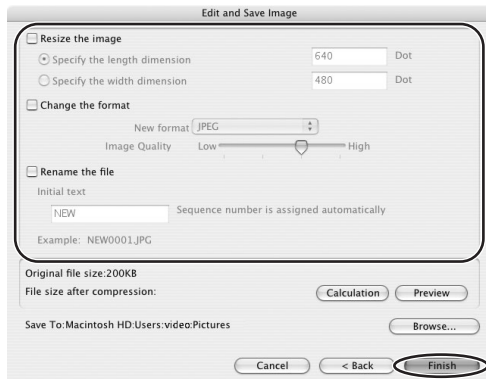 Edit and Save Image
Resize the image
Specify the length dimension 640 Dot
Specify the width dimension 480 Dot
Change the format
New format JPEG
Image Quality Low High
Rename the file
Initial text
NEW Sequence number is assigned automatically
Example: NEW0001.JPG
Original file size:200KB
File size after compression: Calculation Preview
Save To:Macintosh HD:Users:video:Pictures Browse...
Cancel < Back Finish